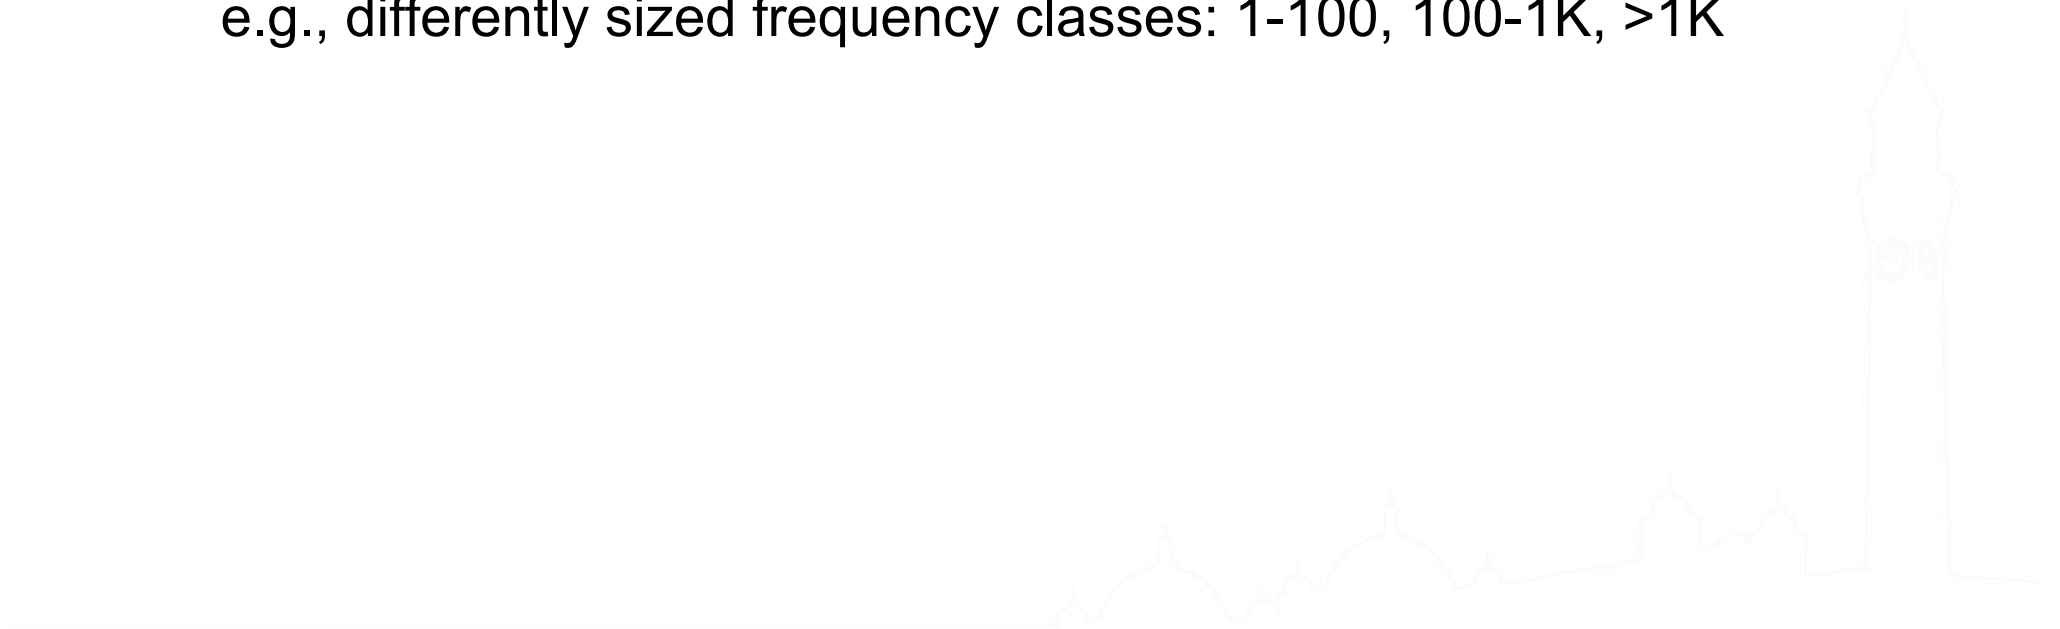 e.g., differently sized frequency classes: 1-100, 100-1K, >1K